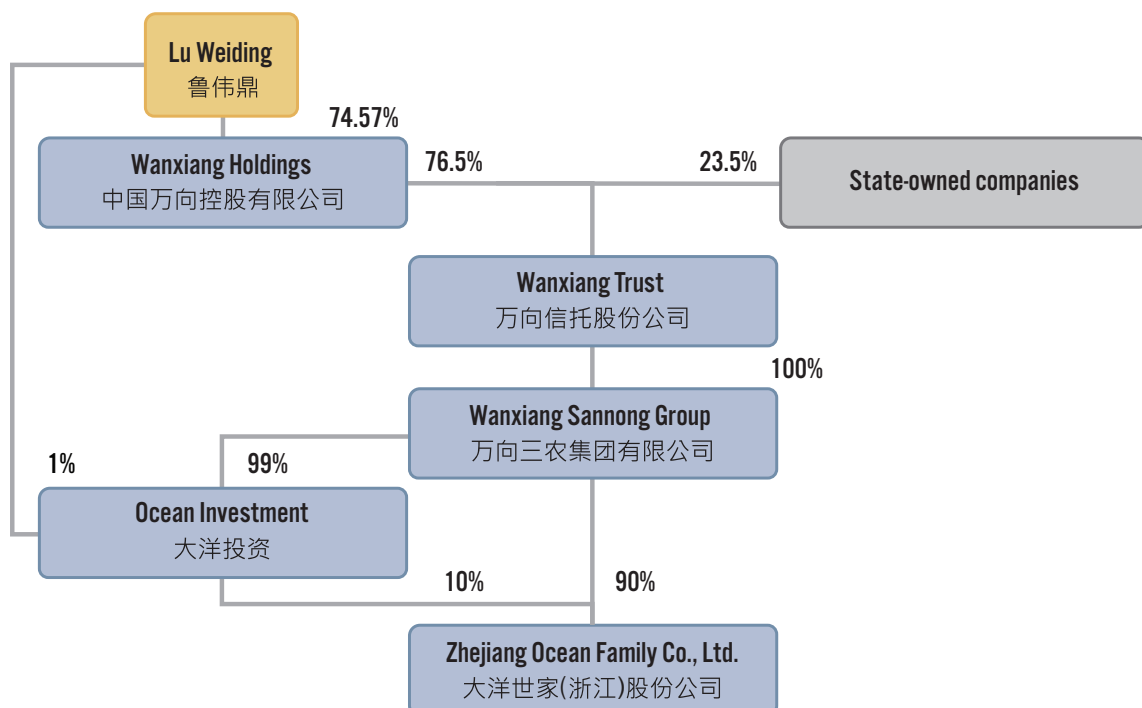 Lu Weiding
鲁伟鼎
74.57%
Wanxiang Holdings
中国万向控股有限公司
76.5%
23.5%
State-owned companies
Wanxiang Trust
万向信托股份公司
100%
Wanxiang Sannong Group
万向三农集团有限公司
1%
99%
Ocean Investment
大洋投资
10%
90%
Zhejiang Ocean Family Co., Ltd.
大洋世家(浙江)股份公司